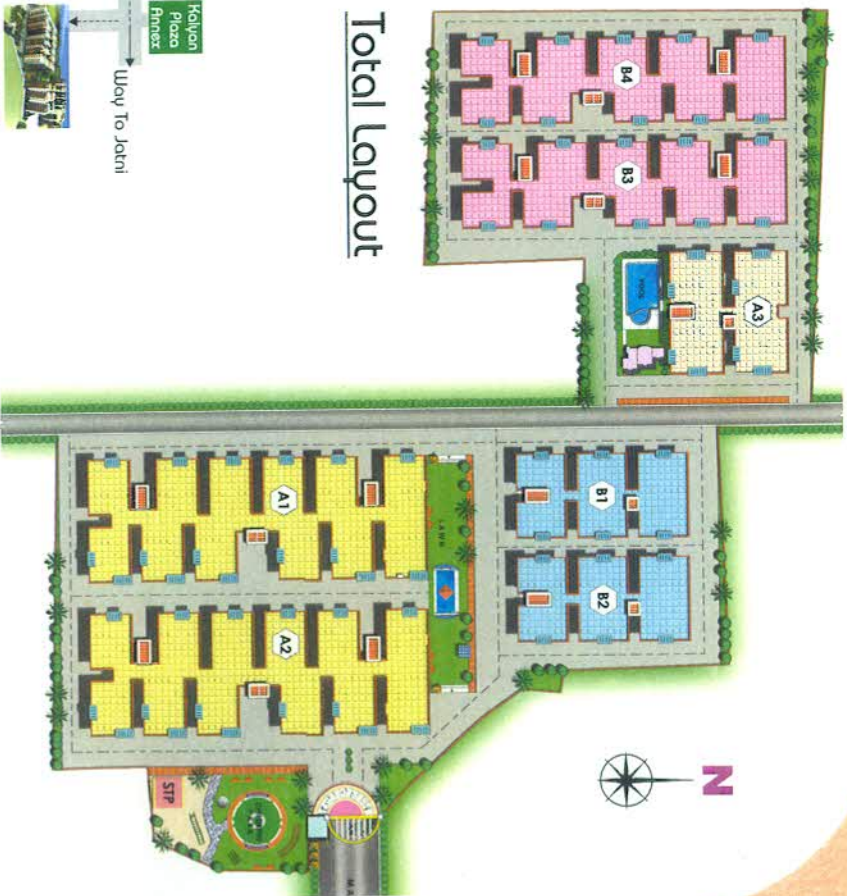 Total Layout
Kalyan
Plaza
Annex
Way To Jatni
B4
B3
A3
POOL
A1
LAWN
B1
B2
A2
N
STP